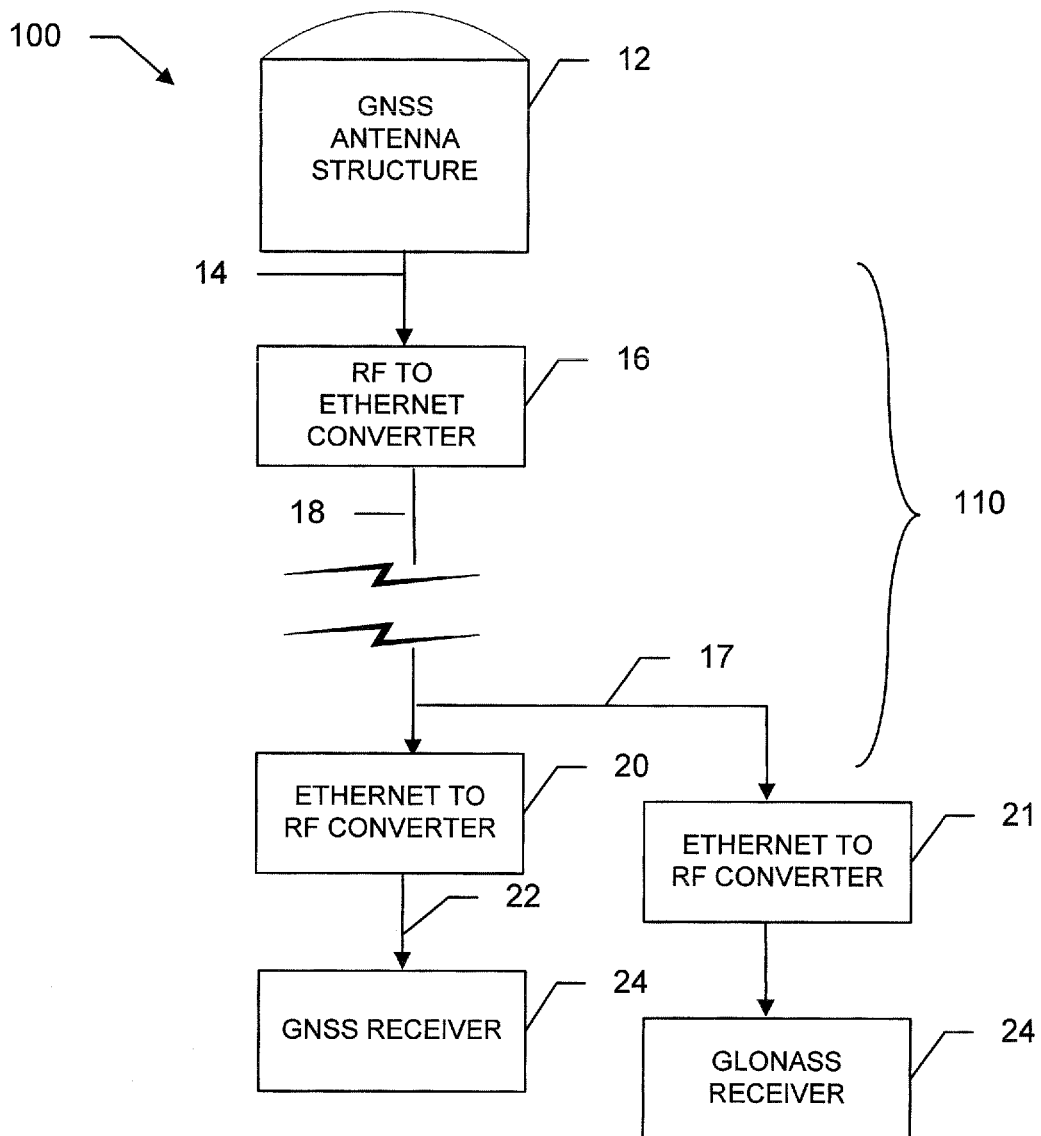 100
12
GNSS
ANTENNA
STRUCTURE
14
RF TO
ETHERNET
CONVERTER
16
18
110
17
ETHERNET TO
RF CONVERTER
20
ETHERNET TO
RF CONVERTER
21
22
GNSS RECEIVER
24
GLONASS
RECEIVER
24